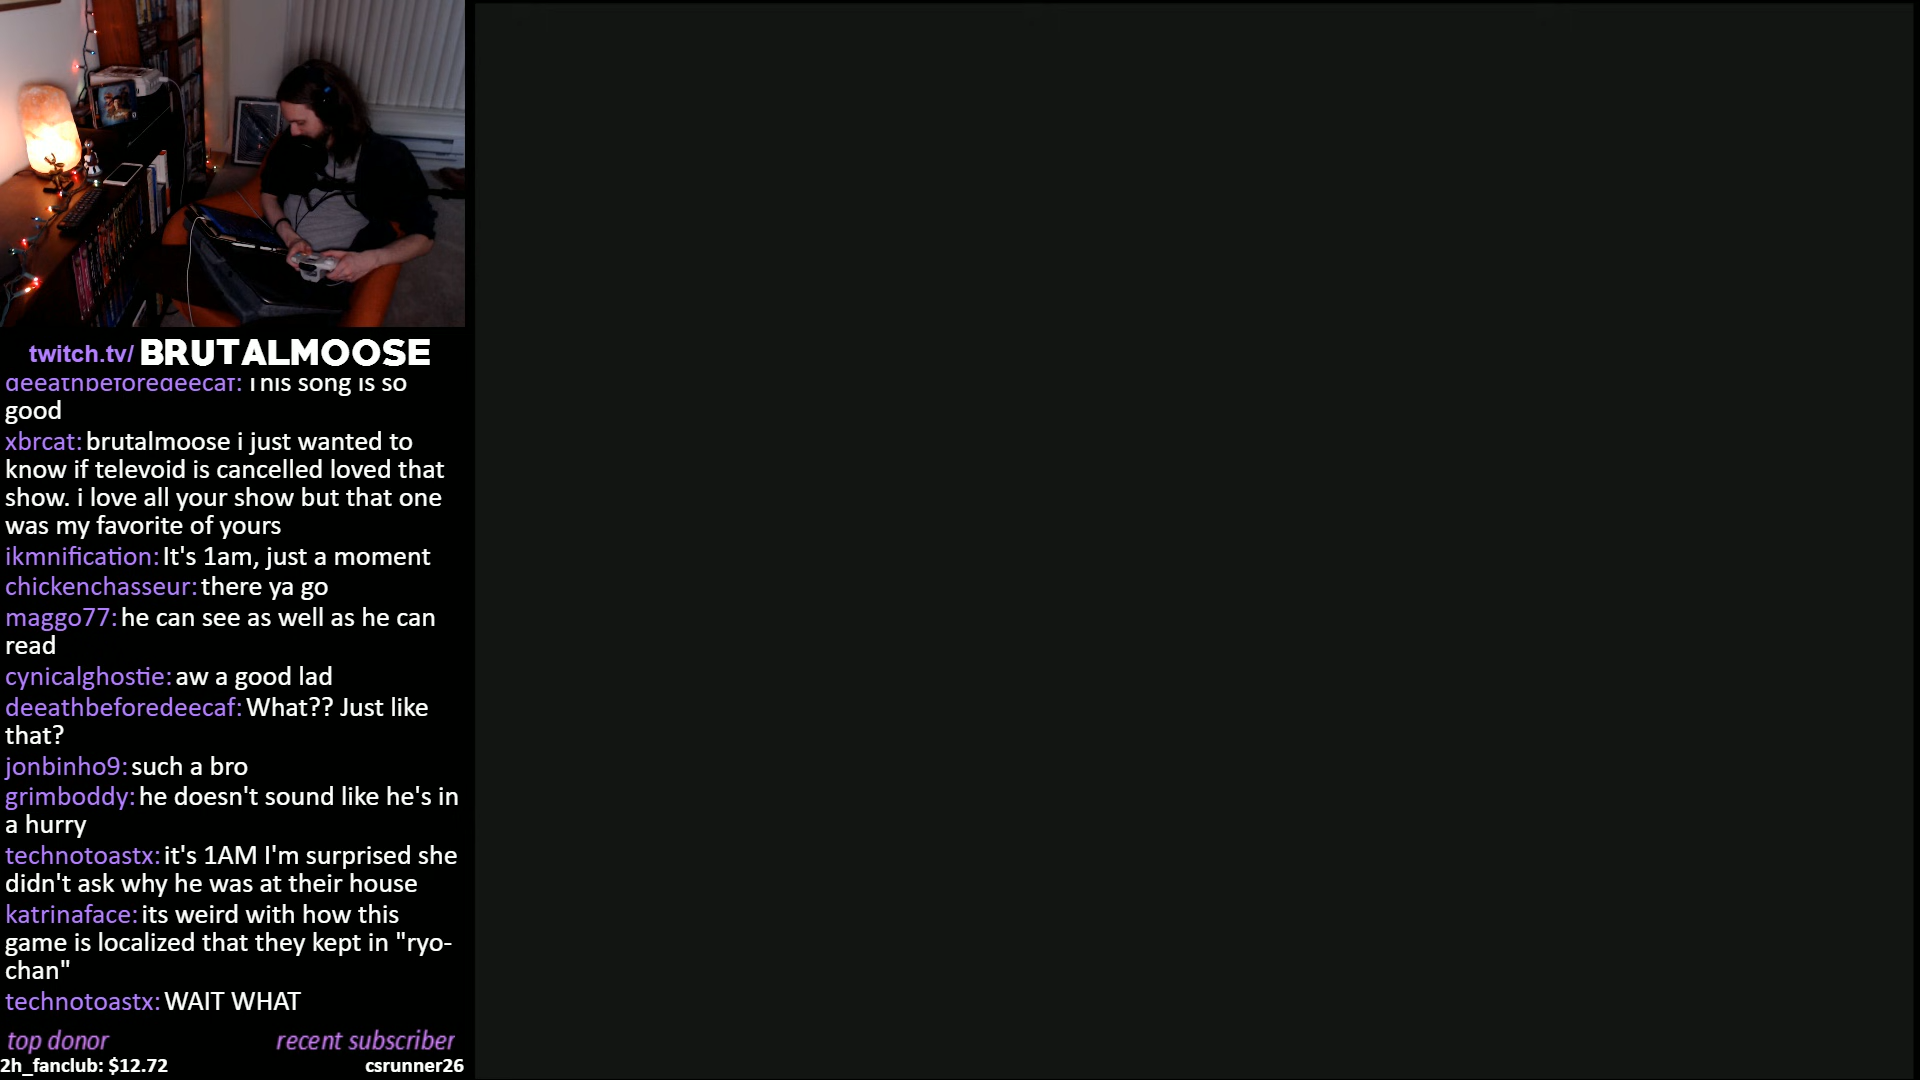 twitch.tv/ BRUTALMOOSE
deeathbeforedeecaf: This song is so
good
xbrcat: brutalmoose i just wanted to
know if televoid is cancelled loved that
show. i love all your show but that one
was my favorite of yours
ikmnification: It's 1am, just a moment
chickenchasseur: there ya go
maggo77: he can see as well as he can
read
cynicalghostie: aw a good lad
deeathbeforedeecaf: What?? Just like
that?
jonbinho9: such a bro
grimboddy: he doesn't sound like he's in
a hurry
technotoastx: it's 1AM I'm surprised she
didn't ask why he was at their house
katrinaface: its weird with how this
game is localized that they kept in "ryo-
chan"
technotoastx: WAIT WHAT
top donor recent subscriber
2h_fanclub: $12.72 csrunner26